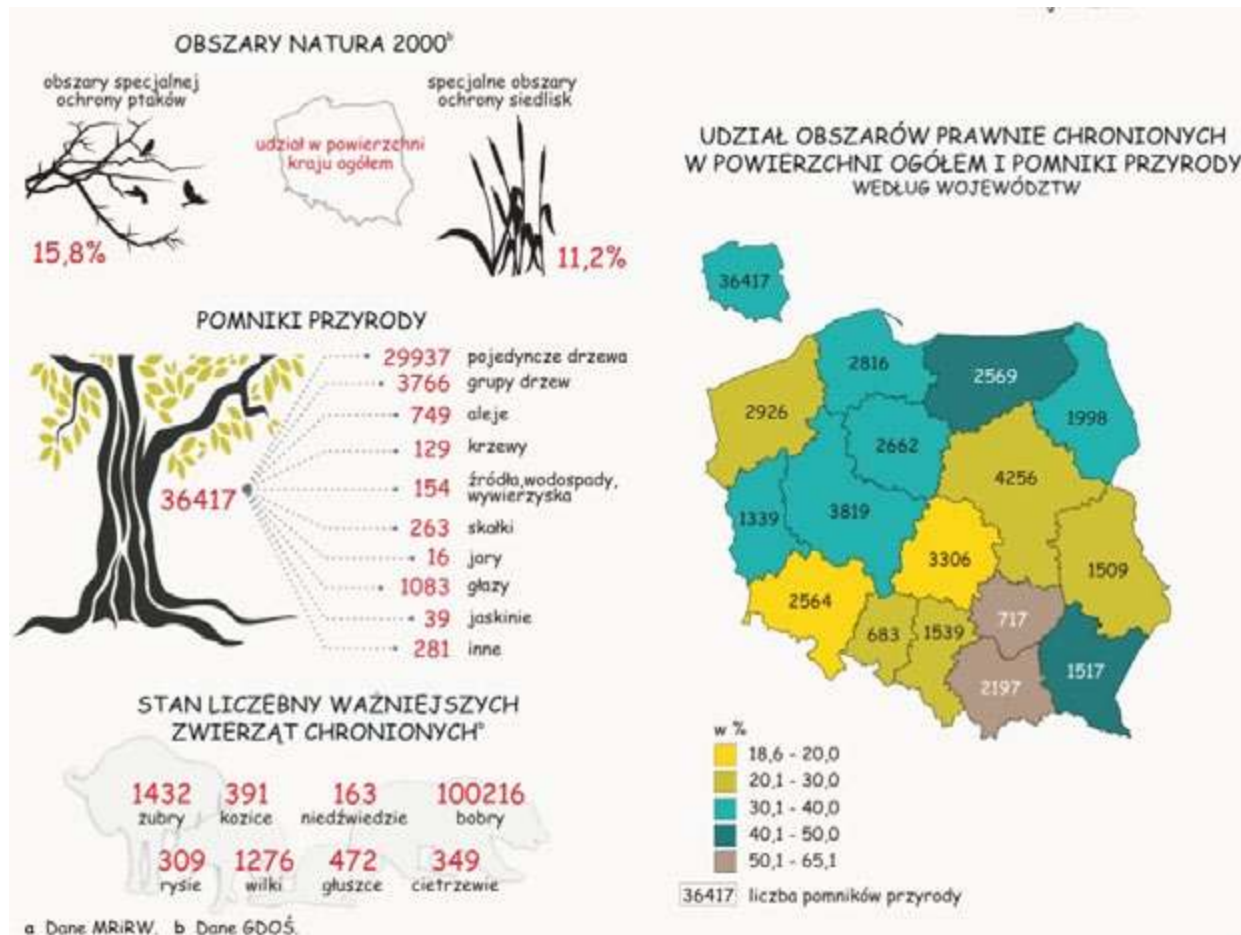 OBSZARY NATURA 2000ᵇ
obszary specjalnej
ochrony ptaków
15,8%
udział w powierzchni
kraju ogółem
specjalne obszary
ochrony siedlisk
11,2%
POMNIKI PRZYRODY
36417
29937 pojedyncze drzewa
3766 grupy drzew
749 aleje
129 krzewy
154 źródła,wodospady,
wywierzyska
263 skałki
16 jary
1083 głazy
39 jaskinie
281 inne
STAN LICZEBNY WAŻNIEJSZYCH
ZWIERZĄT CHRONIONYCHᵇ
1432 391 163 100216
żubry kozice niedźwiedzie bobry
309 1276 472 349
rysie wilki głuszce cietrzewie
a Dane MRiRW. b Dane GDOŚ.
UDZIAŁ OBSZARÓW PRAWNIE CHRONIONYCH
W POWIERZCHNI OGÓŁEM I POMNIKI PRZYRODY
WEDŁUG WOJEWÓDZTW
36417
2816
2569
2926
1998
2662
4256
1339
3819
3306
1509
2564
683
1539
717
2197
1517
w %
18,6 - 20,0
20,1 - 30,0
30,1 - 40,0
40,1 - 50,0
50,1 - 65,1
36417 liczba pomników przyrody